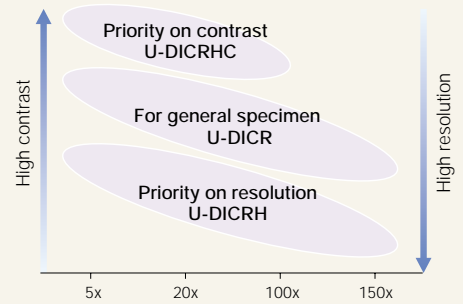 Priority on contrast
U-DICRHC
For general specimen
U-DICR
Priority on resolution
U-DICRH
High contrast
High resolution
5x 20x 100x 150x